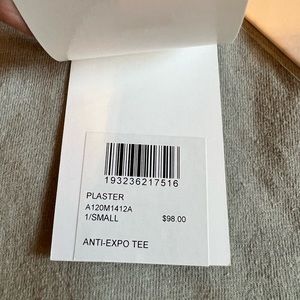 193236217516
PLASTER
A120M1412A
1/SMALL $98.00
ANTI-EXPO TEE